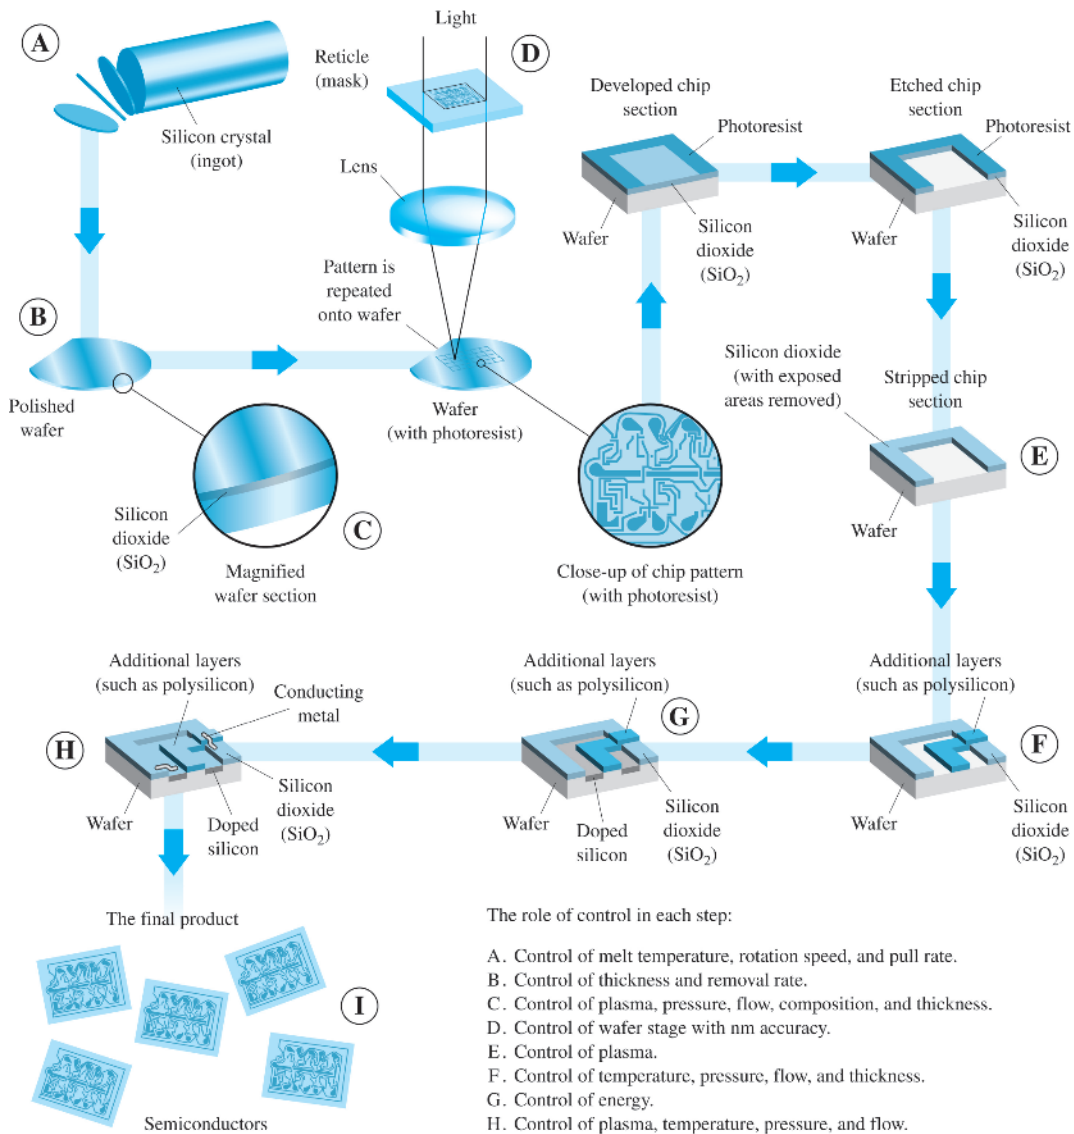 A
Silicon crystal
(ingot)
Light
D
Reticle
(mask)
Lens
Pattern is
repeated
onto wafer
B
Polished
wafer
Wafer
(with photoresist)
Silicon
dioxide
(SiO₂)
C
Magnified
wafer section
Developed chip
section
Photoresist
Wafer
Silicon
dioxide
(SiO₂)
Close-up of chip pattern
(with photoresist)
Etched chip
section
Photoresist
Wafer
Silicon
dioxide
(SiO₂)
Silicon dioxide
(with exposed
areas removed)
Stripped chip
section
E
Wafer
Additional layers
(such as polysilicon)
F
Wafer
Silicon
dioxide
(SiO₂)
Additional layers
(such as polysilicon)
G
Wafer
Doped
silicon
Silicon
dioxide
(SiO₂)
Additional layers
(such as polysilicon)
Conducting
metal
H
Wafer
Doped
silicon
Silicon
dioxide
(SiO₂)
The final product
I
Semiconductors
The role of control in each step:
A. Control of melt temperature, rotation speed, and pull rate.
B. Control of thickness and removal rate.
C. Control of plasma, pressure, flow, composition, and thickness.
D. Control of wafer stage with nm accuracy.
E. Control of plasma.
F. Control of temperature, pressure, flow, and thickness.
G. Control of energy.
H. Control of plasma, temperature, pressure, and flow.